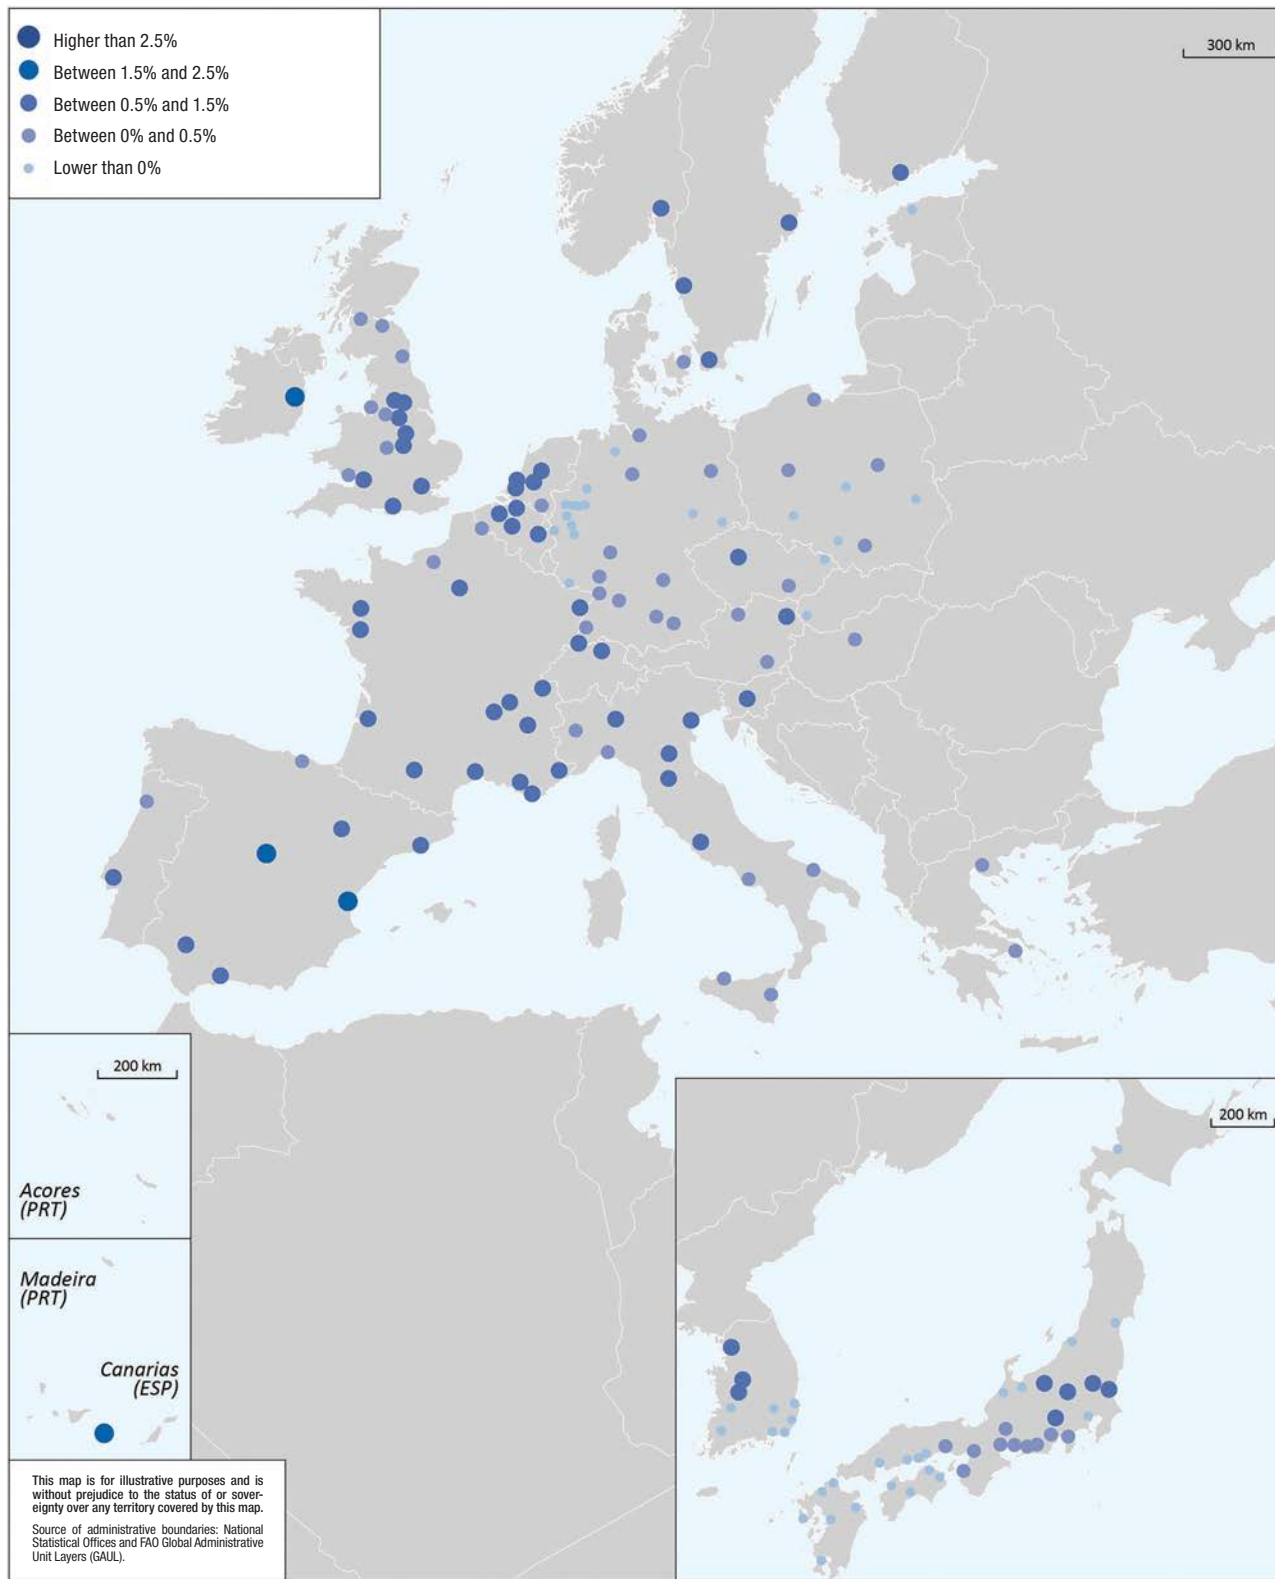 Higher than 2.5%
Between 1.5% and 2.5%
Between 0.5% and 1.5%
Between 0% and 0.5%
Lower than 0%
300 km
200 km
Acores
(PRT)
Madeira
(PRT)
Canarias
(ESP)
200 km
This map is for illustrative purposes and is
without prejudice to the status of or sover-
eignty over any territory covered by this map.
Source of administrative boundaries: National
Statistical Offices and FAO Global Administrative
Unit Layers (GAUL).